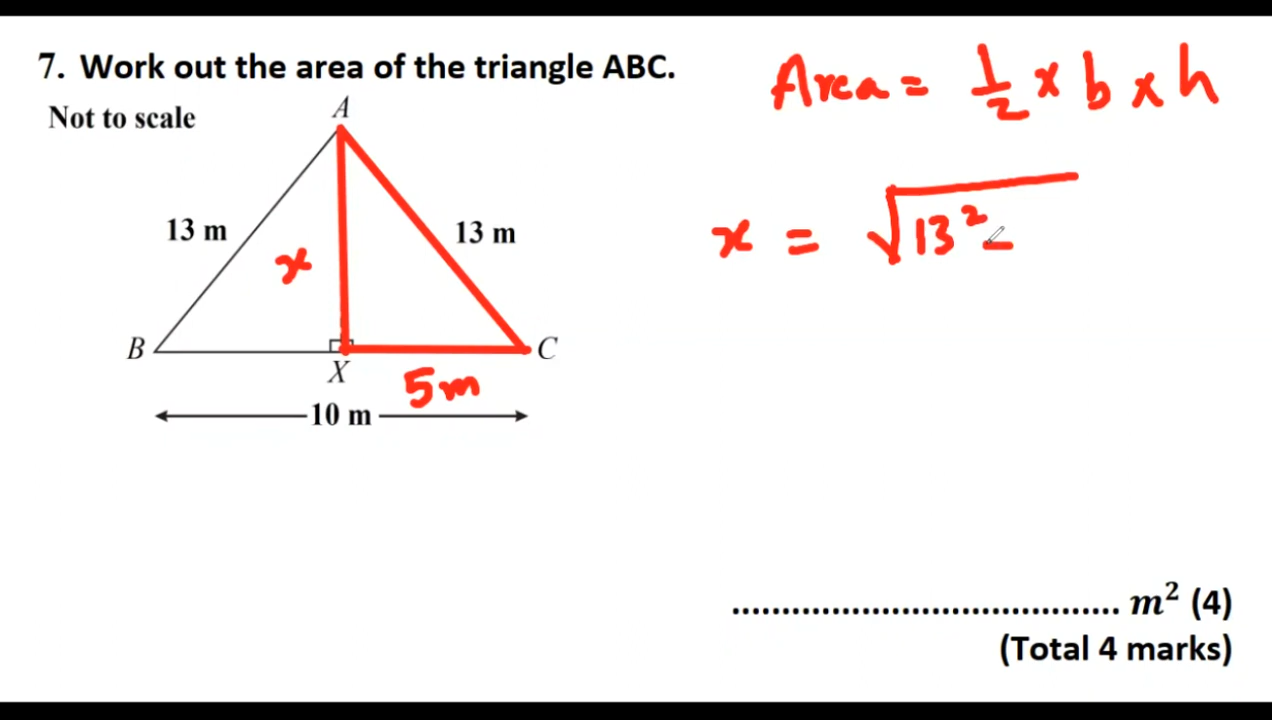 7. Work out the area of the triangle ABC.
Area = 1/2 x b x h
Not to scale
A
13 m
13 m
x
x = √13² -
B
X
C
5m
10 m
....................................... m² (4)
(Total 4 marks)